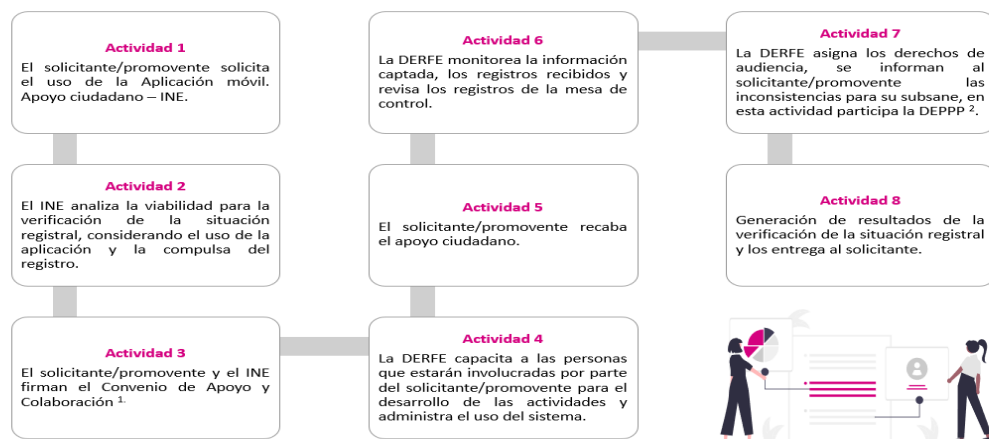 Actividad 1
El solicitante/promovente solicita
el uso de la Aplicación móvil.
Apoyo ciudadano – INE.
Actividad 2
El INE analiza la viabilidad para la
verificación de la situación
registral, considerando el uso de la
aplicación y la compulsa del
registro.
Actividad 3
El solicitante/promovente y el INE
firman el Convenio de Apoyo y
Colaboración 1.
Actividad 4
La DERFE capacita a las personas
que estarán involucradas por parte
del solicitante/promovente para el
desarrollo de las actividades y
administra el uso del sistema.
Actividad 5
El solicitante/promovente recaba
el apoyo ciudadano.
Actividad 6
La DERFE monitorea la información
captada, los registros recibidos y
revisa los registros de la mesa de
control.
Actividad 7
La DERFE asigna los derechos de
audiencia, se informan al
solicitante/promovente las
inconsistencias para su subsane, en
esta actividad participa la DEPPP 2.
Actividad 8
Generación de resultados de la
verificación de la situación registral
y los entrega al solicitante.